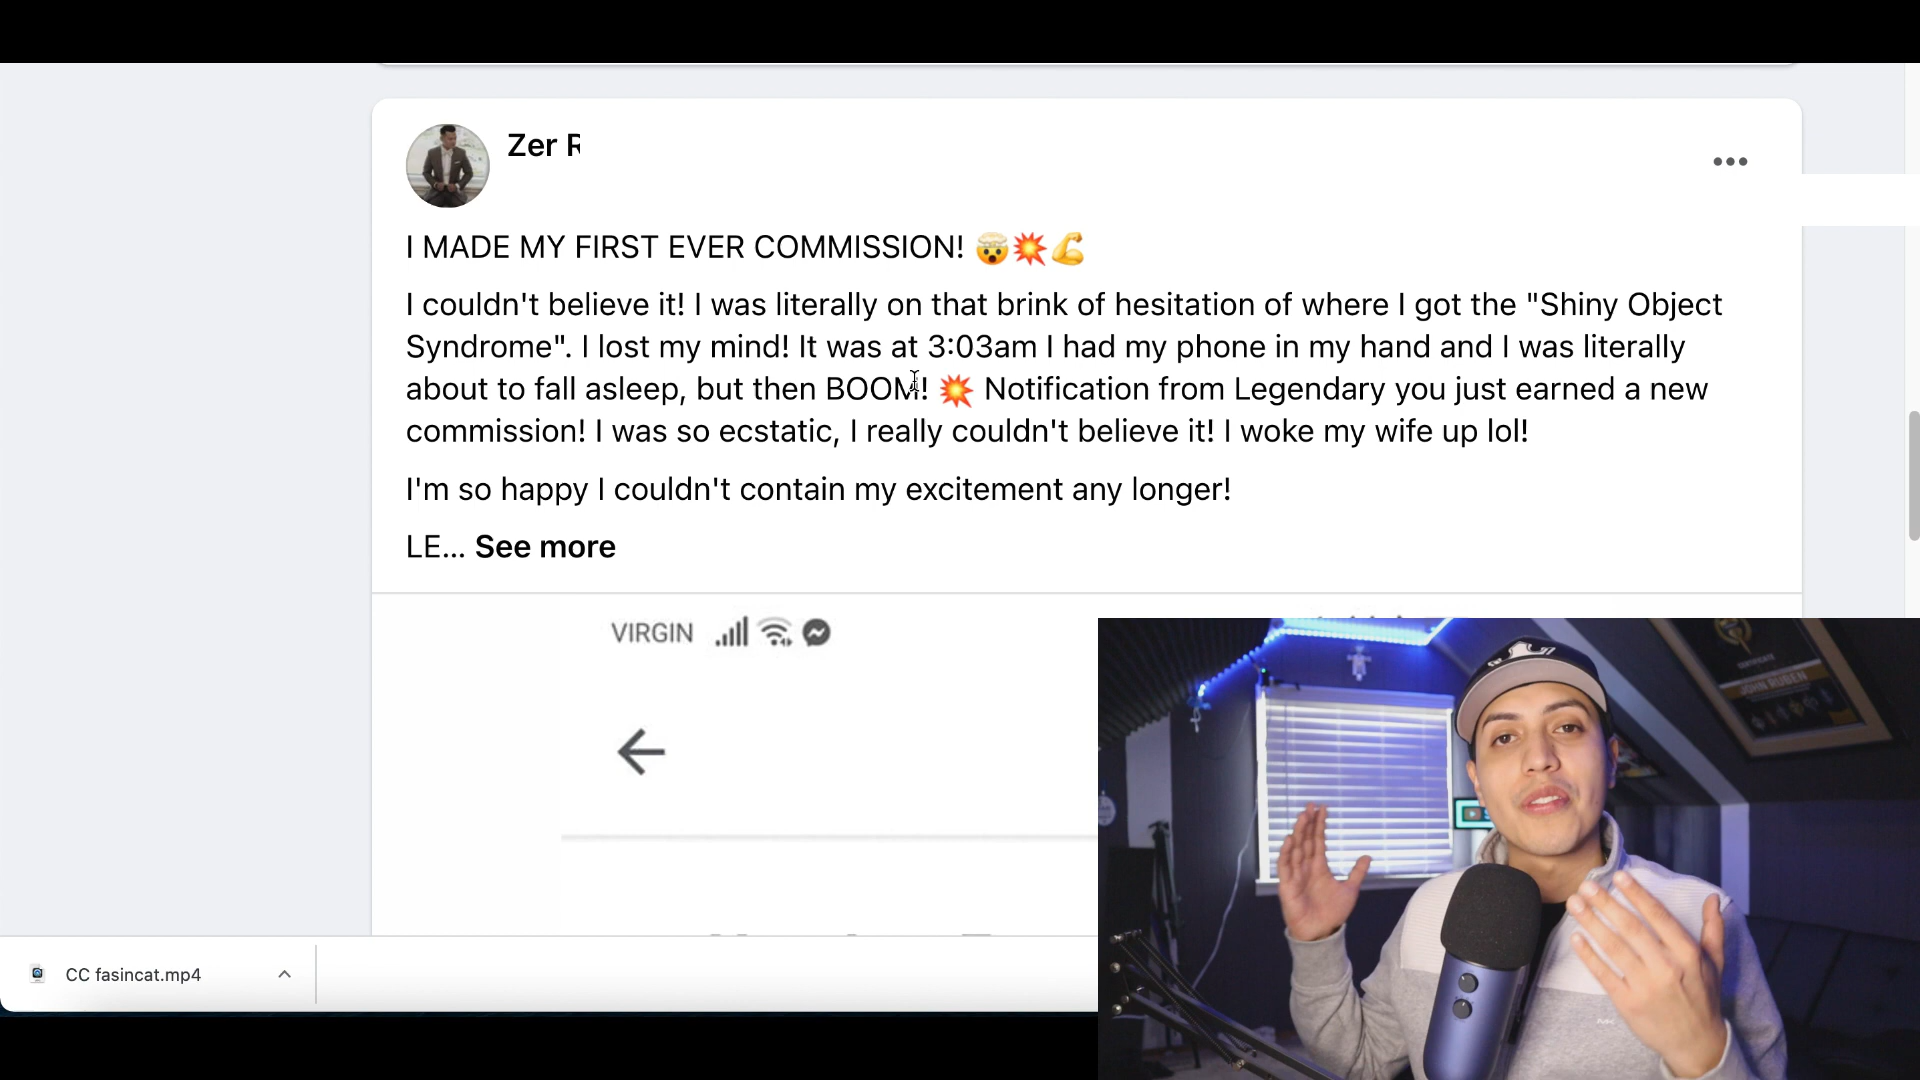 Zer R
I MADE MY FIRST EVER COMMISSION! 🤯💥💪
I couldn't believe it! I was literally on that brink of hesitation of where I got the "Shiny Object
Syndrome". I lost my mind! It was at 3:03am I had my phone in my hand and I was literally
about to fall asleep, but then BOOM! 💥 Notification from Legendary you just earned a new
commission! I was so ecstatic, I really couldn't believe it! I woke my wife up lol!
I'm so happy I couldn't contain my excitement any longer!
LE... See more
VIRGIN
CERTIFICATE
JOHN RUBEN
CC fasincat.mp4